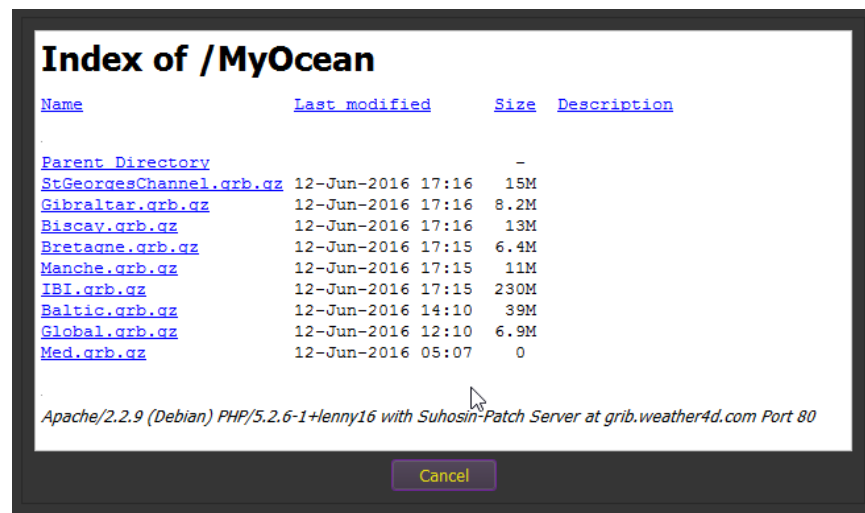 Index of /MyOcean
Name Last modified Size Description
Parent Directory -
StGeorgesChannel.grb.gz 12-Jun-2016 17:16 15M
Gibraltar.grb.gz 12-Jun-2016 17:16 8.2M
Biscay.grb.gz 12-Jun-2016 17:16 13M
Bretagne.grb.gz 12-Jun-2016 17:15 6.4M
Manche.grb.gz 12-Jun-2016 17:15 11M
IBI.grb.gz 12-Jun-2016 17:15 230M
Baltic.grb.gz 12-Jun-2016 14:10 39M
Global.grb.gz 12-Jun-2016 12:10 6.9M
Med.grb.gz 12-Jun-2016 05:07 0
Apache/2.2.9 (Debian) PHP/5.2.6-1+lenny16 with Suhosin-Patch Server at grib.weather4d.com Port 80
Cancel